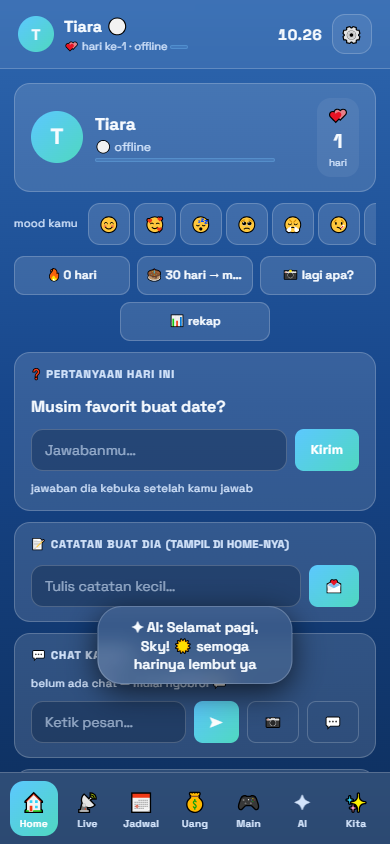 T
Tiara
hari ke-1 · offline
10.26
T
Tiara
offline
1
hari
mood kamu
0 hari
30 hari → m...
lagi apa?
rekap
PERTANYAAN HARI INI
Musim favorit buat date?
Jawabanmu...
Kirim
jawaban dia kebuka setelah kamu jawab
CATATAN BUAT DIA (TAMPIL DI HOME-NYA)
Tulis catatan kecil...
AI: Selamat pagi,
Sky! semoga
harinya lembut ya
CHAT
belum ada chat
Ketik pesan...
Home
Live
Jadwal
Uang
Main
AI
Kita